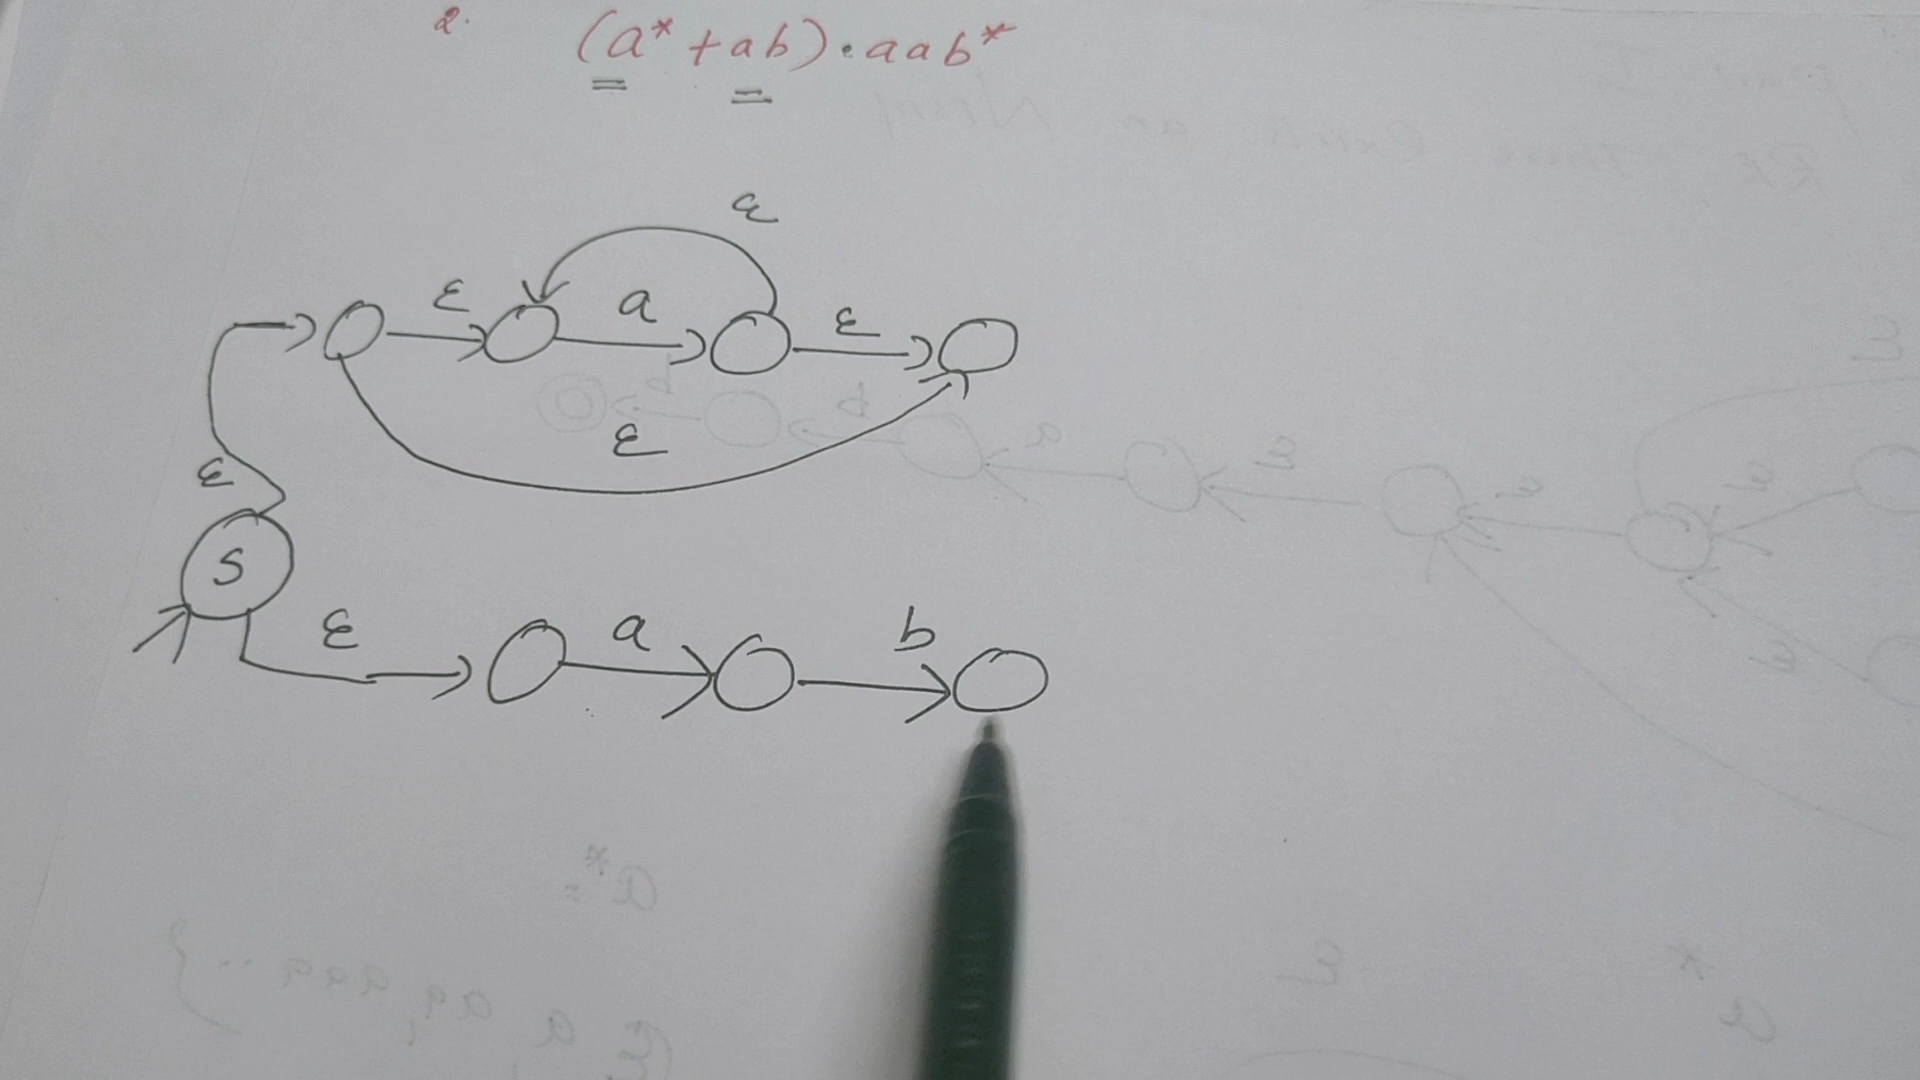 2. (a* + ab) . aab*
ε
ε a ε
ε
ε
S
ε a b